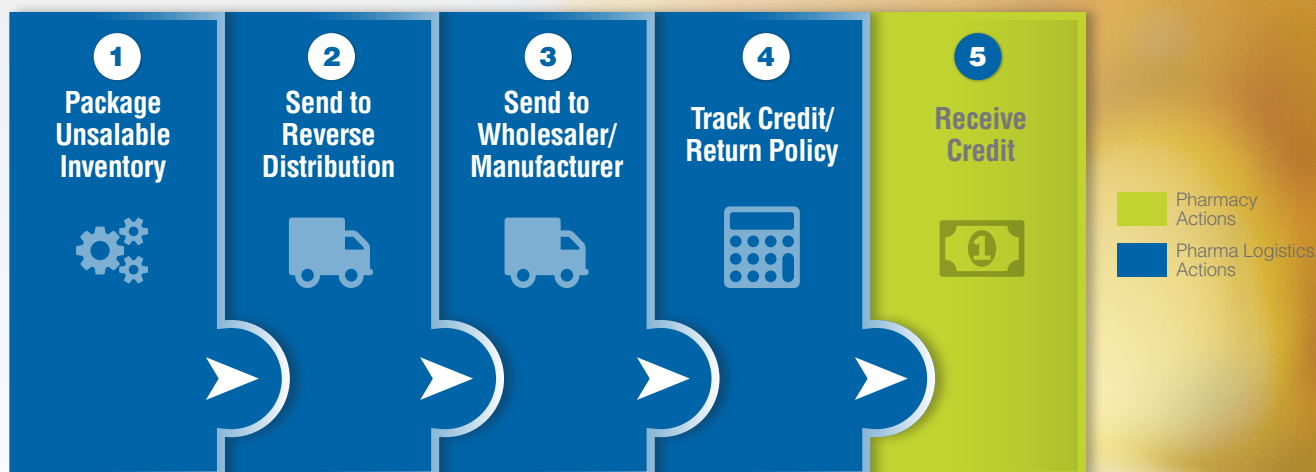 1
Package
Unsalable
Inventory
2
Send to
Reverse
Distribution
3
Send to
Wholesaler/
Manufacturer
4
Track Credit/
Return Policy
5
Receive
Credit
1
Pharmacy
Actions
Pharma Logistics
Actions